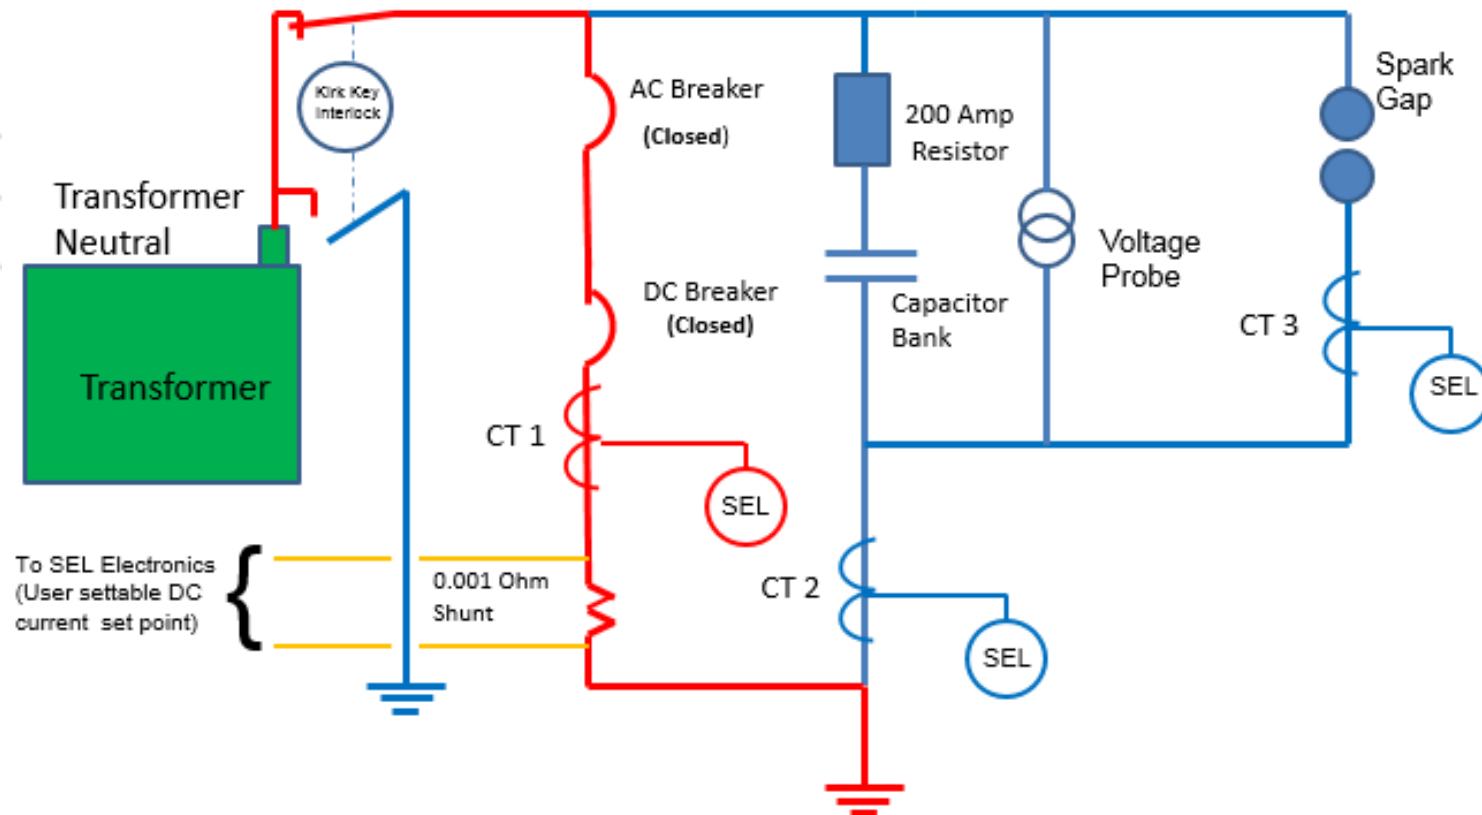 Kirk Key
Interlock
Transformer
Neutral
Transformer
To SEL Electronics
(User settable DC
current set point)
{
AC Breaker
(Closed)
DC Breaker
(Closed)
CT 1
SEL
0.001 Ohm
Shunt
200 Amp
Resistor
Capacitor
Bank
CT 2
SEL
Voltage
Probe
Spark
Gap
CT 3
SEL